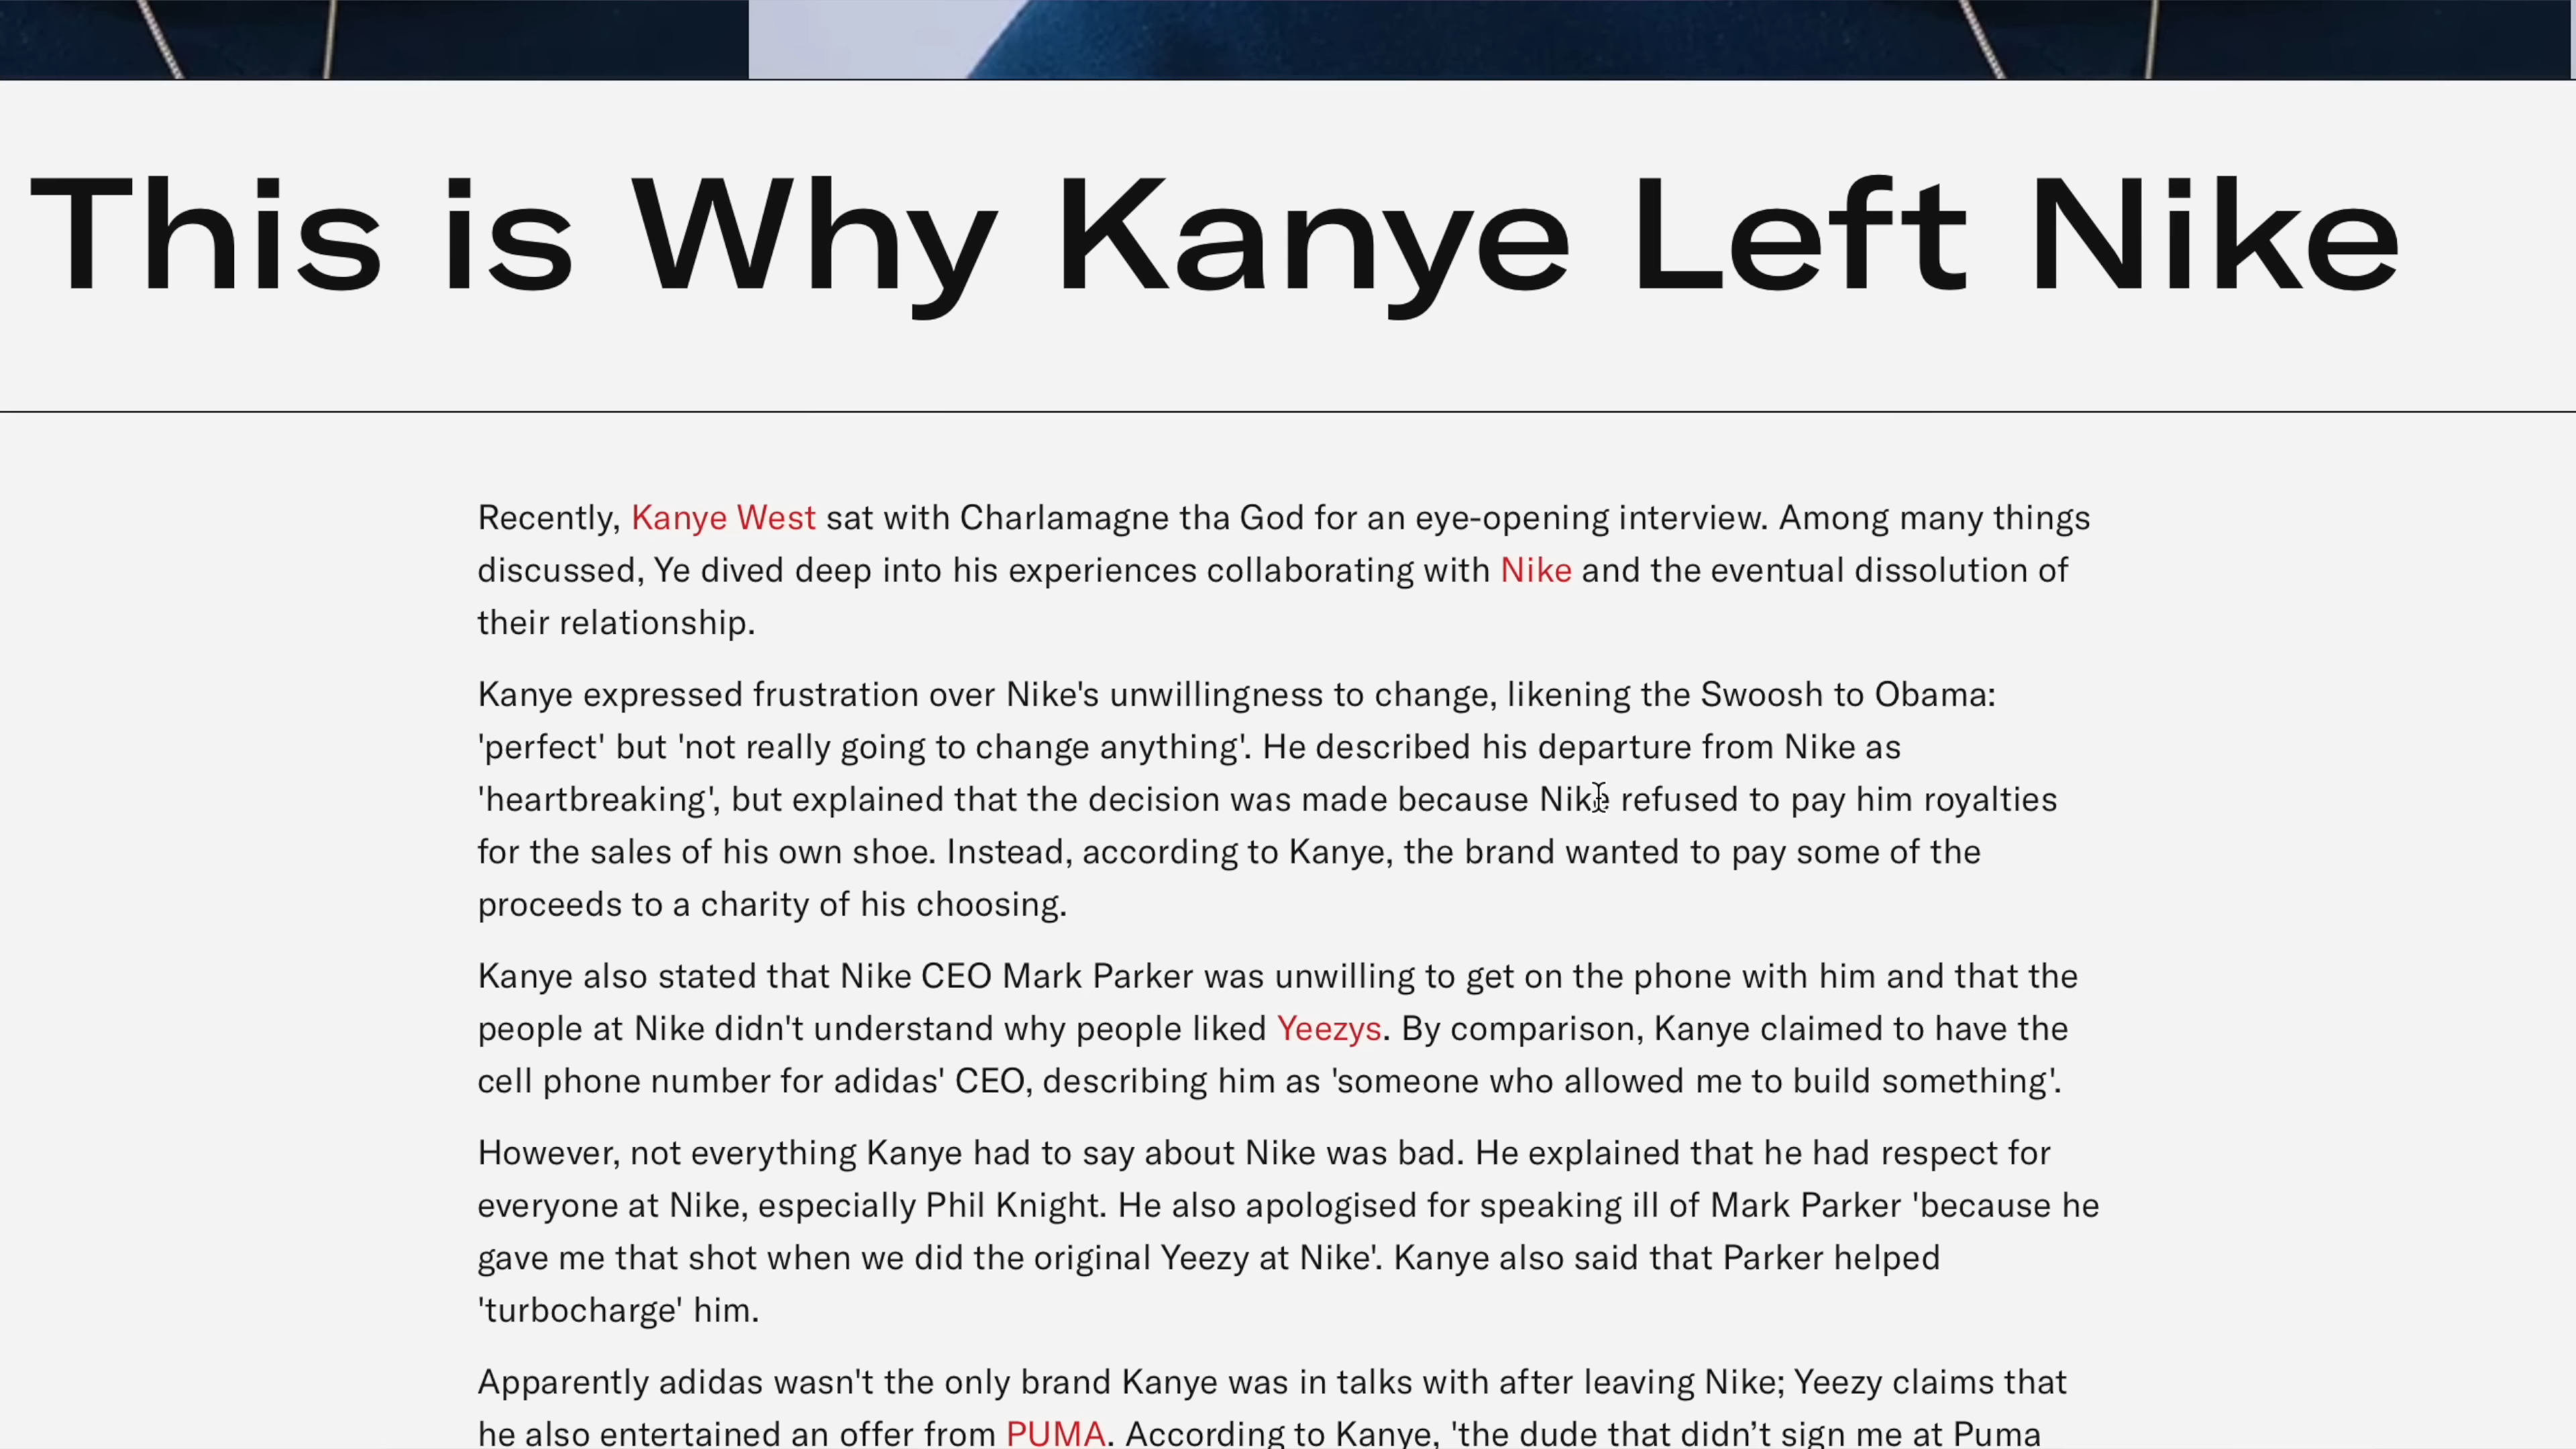 This is Why Kanye Left Nike
Recently, Kanye West sat with Charlamagne tha God for an eye-opening interview. Among many things
discussed, Ye dived deep into his experiences collaborating with Nike and the eventual dissolution of
their relationship.
Kanye expressed frustration over Nike's unwillingness to change, likening the Swoosh to Obama:
'perfect' but 'not really going to change anything'. He described his departure from Nike as
'heartbreaking', but explained that the decision was made because Nike refused to pay him royalties
for the sales of his own shoe. Instead, according to Kanye, the brand wanted to pay some of the
proceeds to a charity of his choosing.
Kanye also stated that Nike CEO Mark Parker was unwilling to get on the phone with him and that the
people at Nike didn't understand why people liked Yeezys. By comparison, Kanye claimed to have the
cell phone number for adidas' CEO, describing him as 'someone who allowed me to build something'.
However, not everything Kanye had to say about Nike was bad. He explained that he had respect for
everyone at Nike, especially Phil Knight. He also apologised for speaking ill of Mark Parker 'because he
gave me that shot when we did the original Yeezy at Nike'. Kanye also said that Parker helped
'turbocharge' him.
Apparently adidas wasn't the only brand Kanye was in talks with after leaving Nike; Yeezy claims that
he also entertained an offer from PUMA. According to Kanye, 'the dude that didn’t sign me at Puma